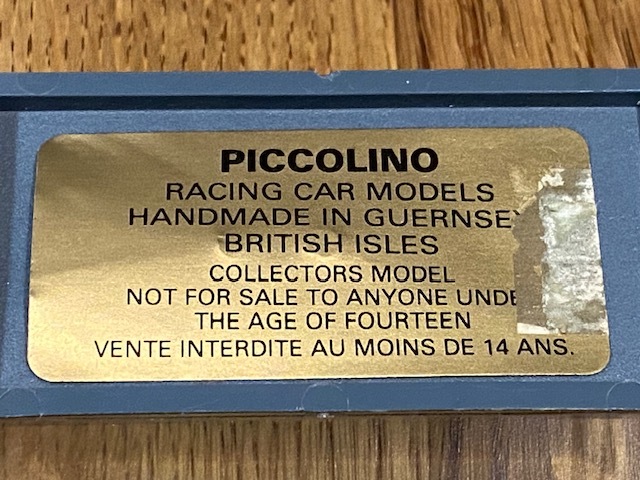 PICCOLINO
RACING CAR MODELS
HANDMADE IN GUERNSEY
BRITISH ISLES
COLLECTORS MODEL
NOT FOR SALE TO ANYONE UNDE
THE AGE OF FOURTEEN
VENTE INTERDITE AU MOINS DE 14 ANS.